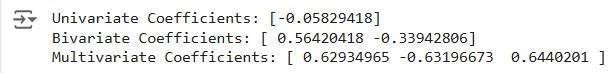 Univariate Coefficients: [-0.05829418]
Bivariate Coefficients: [ 0.56420418 -0.33942806]
Multivariate Coefficients: [ 0.62934965 -0.63196673  0.6440201 ]